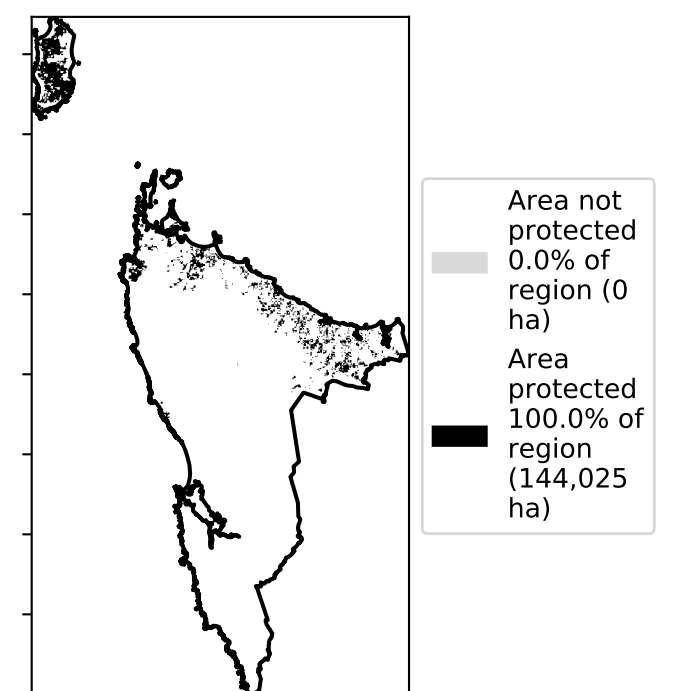 Area not
protected
0.0% of
region (0
ha)
Area
protected
100.0% of
region
(144,025
ha)